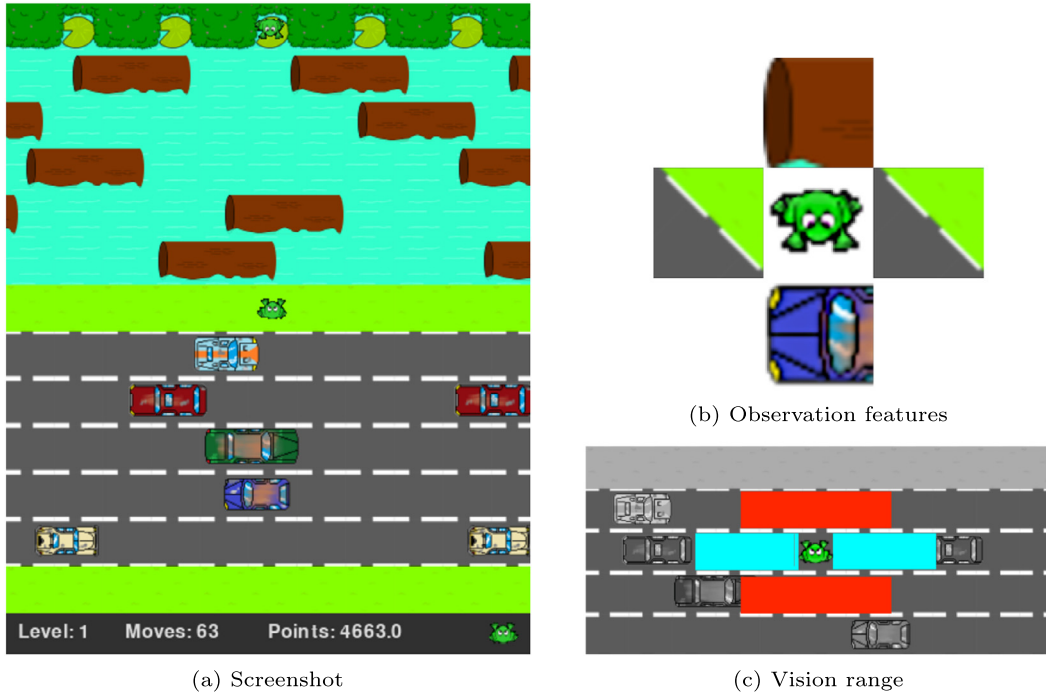 Level: 1 Moves: 63 Points: 4663.0
(a) Screenshot
(b) Observation features
(c) Vision range